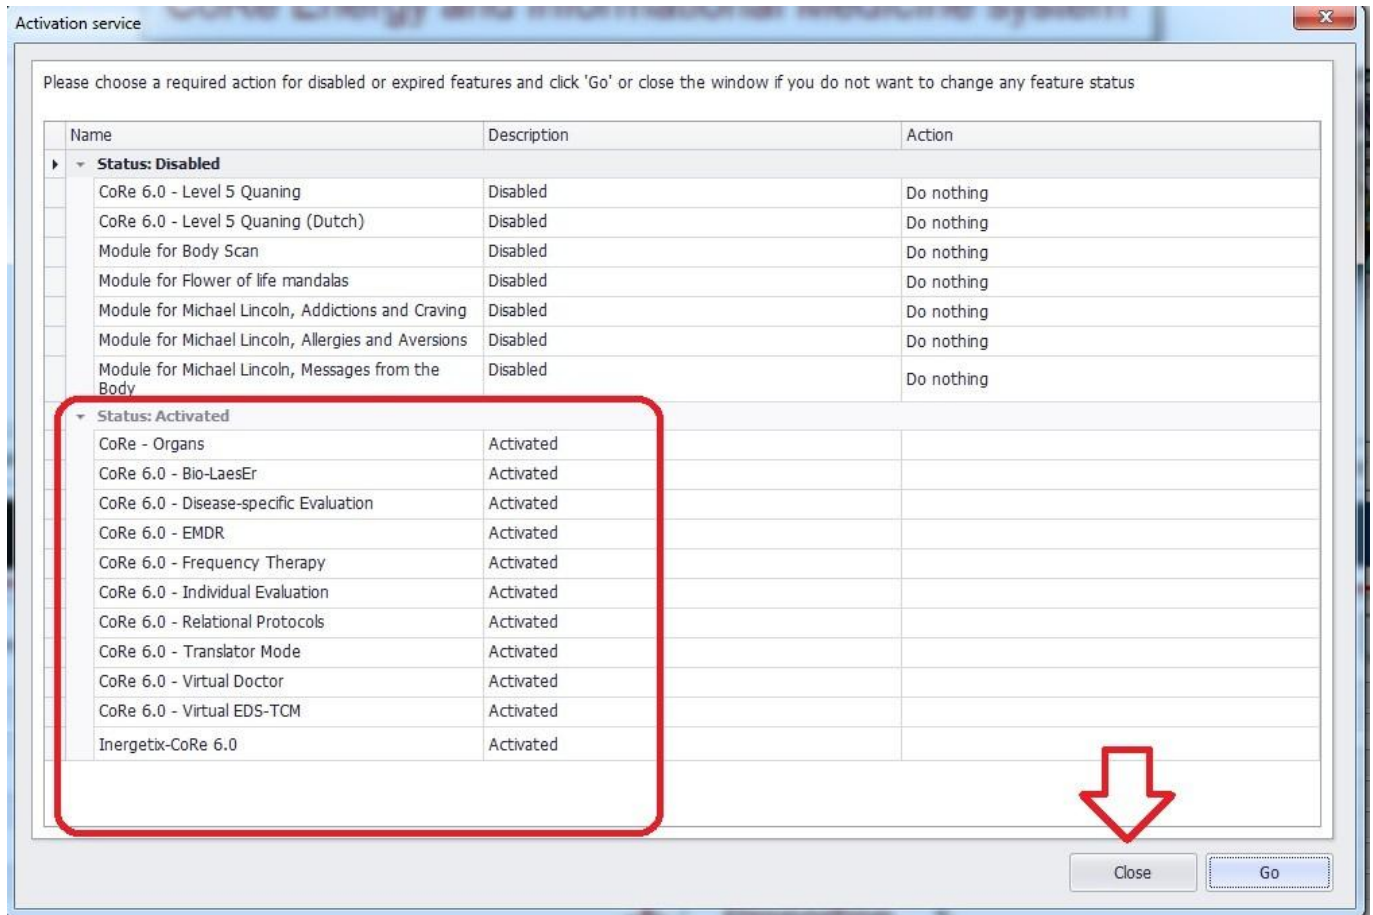 CoRe Energy and Informational Medicine System
Activation service
Please choose a required action for disabled or expired features and click 'Go' or close the window if you do not want to change any feature status
Name Description Action
Status: Disabled
CoRe 6.0 - Level 5 Quaning Disabled Do nothing
CoRe 6.0 - Level 5 Quaning (Dutch) Disabled Do nothing
Module for Body Scan Disabled Do nothing
Module for Flower of life mandalas Disabled Do nothing
Module for Michael Lincoln, Addictions and Craving Disabled Do nothing
Module for Michael Lincoln, Allergies and Aversions Disabled Do nothing
Module for Michael Lincoln, Messages from the Disabled Do nothing
Body
Status: Activated
CoRe - Organs Activated
CoRe 6.0 - Bio-LaesEr Activated
CoRe 6.0 - Disease-specific Evaluation Activated
CoRe 6.0 - EMDR Activated
CoRe 6.0 - Frequency Therapy Activated
CoRe 6.0 - Individual Evaluation Activated
CoRe 6.0 - Relational Protocols Activated
CoRe 6.0 - Translator Mode Activated
CoRe 6.0 - Virtual Doctor Activated
CoRe 6.0 - Virtual EDS-TCM Activated
Inergetix-CoRe 6.0 Activated
Close Go